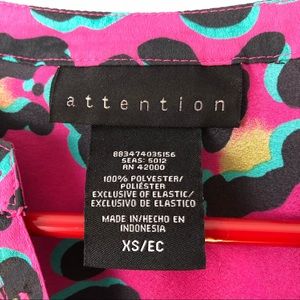 attention
883474035156
SEAS: 5012
RN 42000
100% POLYESTER/
POLIÉSTER
EXCLUSIVE OF ELASTIC/
EXCLUSIVO DE ELASTICO
MADE IN/HECHO EN
INDONESIA
XS/EC